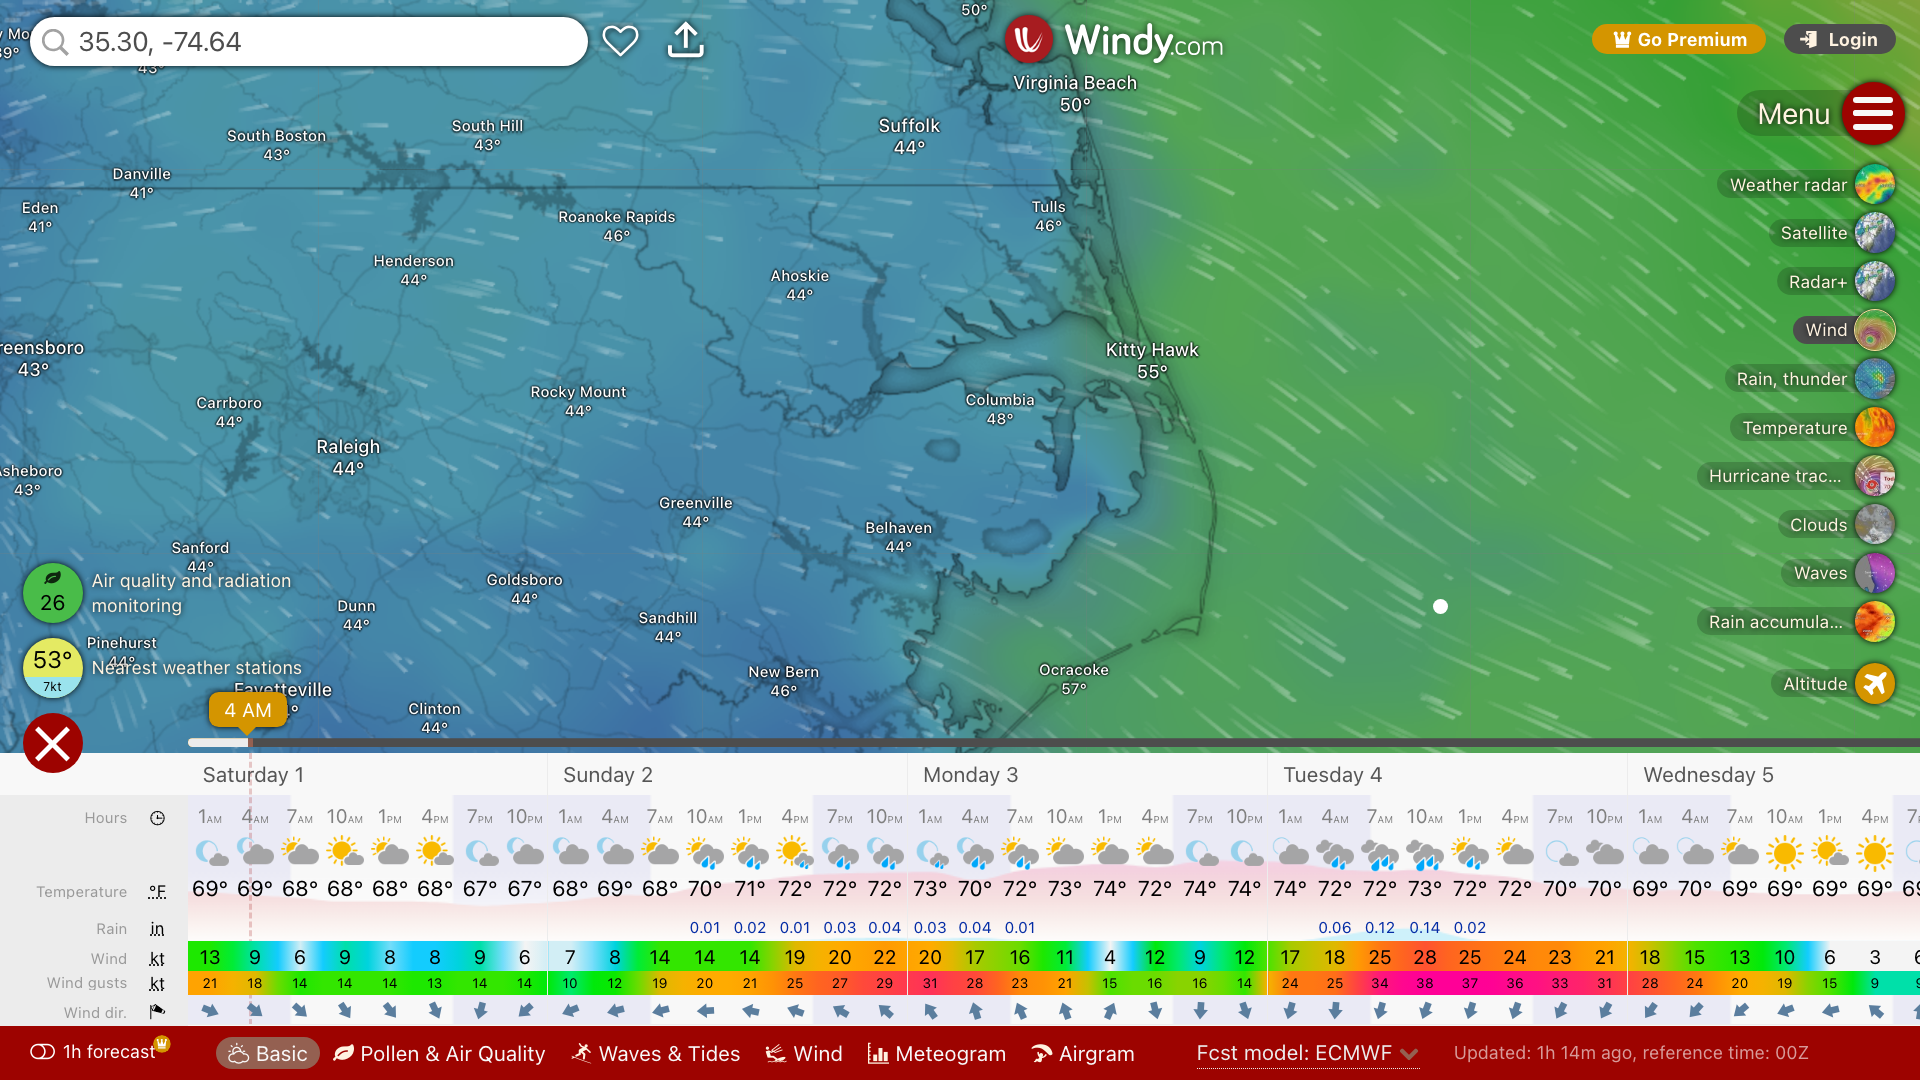 35.30, -74.64
50°
Windy.com
Go Premium
Login
39°
43°
Virginia Beach
50°
Menu
South Boston
43°
South Hill
43°
Suffolk
44°
Danville
41°
Weather radar
Eden
41°
Roanoke Rapids
46°
Tulls
46°
Satellite
Henderson
44°
Ahoskie
44°
Radar+
Wind
reensboro
43°
Kitty Hawk
55°
Rain, thunder
Carrboro
44°
Rocky Mount
44°
Columbia
48°
Temperature
Raleigh
44°
sheboro
43°
Hurricane trac...
Greenville
44°
Belhaven
44°
Clouds
Sanford
44°
26
Air quality and radiation
monitoring
Goldsboro
44°
Waves
Dunn
44°
Sandhill
44°
Rain accumula...
Pinehurst
44°
53°
7kt
Nearest weather stations
New Bern
46°
Ocracoke
57°
Altitude
Fayetteville
4 AM
Clinton
44°
Saturday 1 Sunday 2 Monday 3 Tuesday 4 Wednesday 5
Hours 1AM 4AM 7AM 10AM 1PM 4PM 7PM 10PM 1AM 4AM 7AM 10AM 1PM 4PM 7PM 10PM 1AM 4AM 7AM 10AM 1PM 4PM 7PM 10PM 1AM 4AM 7AM 10AM 1PM 4PM 7PM 10PM 1AM 4AM 7AM 10AM 1PM 4PM
Temperature °F 69° 69° 68° 68° 68° 68° 67° 67° 68° 69° 68° 70° 71° 72° 72° 72° 73° 70° 72° 73° 74° 72° 74° 74° 74° 72° 72° 73° 72° 72° 70° 70° 69° 70° 69° 69° 69° 69°
Rain in 0.01 0.02 0.01 0.03 0.04 0.03 0.04 0.01 0.06 0.12 0.14 0.02
Wind kt 13 9 6 9 8 8 9 6 7 8 14 14 14 19 20 22 20 17 16 11 4 12 9 12 17 18 25 28 25 24 23 21 18 15 13 10 6 3
Wind gusts kt 21 18 14 14 14 13 14 14 10 12 19 20 21 25 27 29 31 28 23 21 15 16 16 14 24 25 34 38 37 36 33 31 28 24 20 19 15 9
Wind dir.
1h forecast Basic Pollen & Air Quality Waves & Tides Wind Meteogram Airgram Fcst model: ECMWF Updated: 1h 14m ago, reference time: 00Z